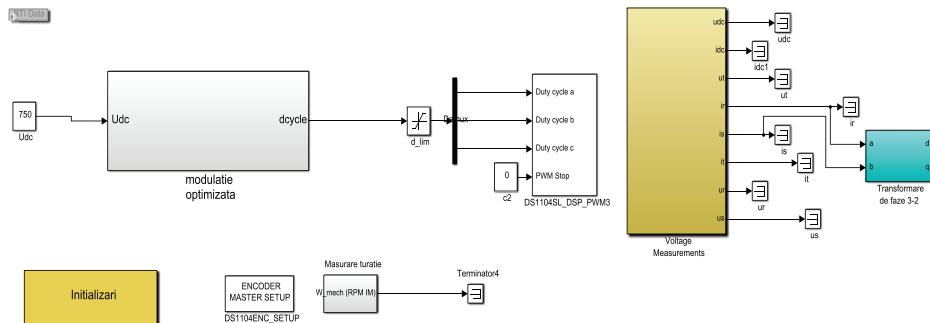 RTI Data
750
Udc
Udc
dcycle
modulatie
optimizata
d_lim
Demux
Duty cycle a
Duty cycle b
Duty cycle c
PWM Stop
0
c2
DS1104SL_DSP_PWM3
udc
idc
ut
ir
is
it
ur
us
Voltage
Measurements
udc
idc1
ut
ir
is
it
ur
us
a
b
d
q
Transformare
de faze 3-2
Initializari
ENCODER
MASTER SETUP
DS1104ENC_SETUP
Masurare turatie
W_mech (RPM IM)
Terminator4